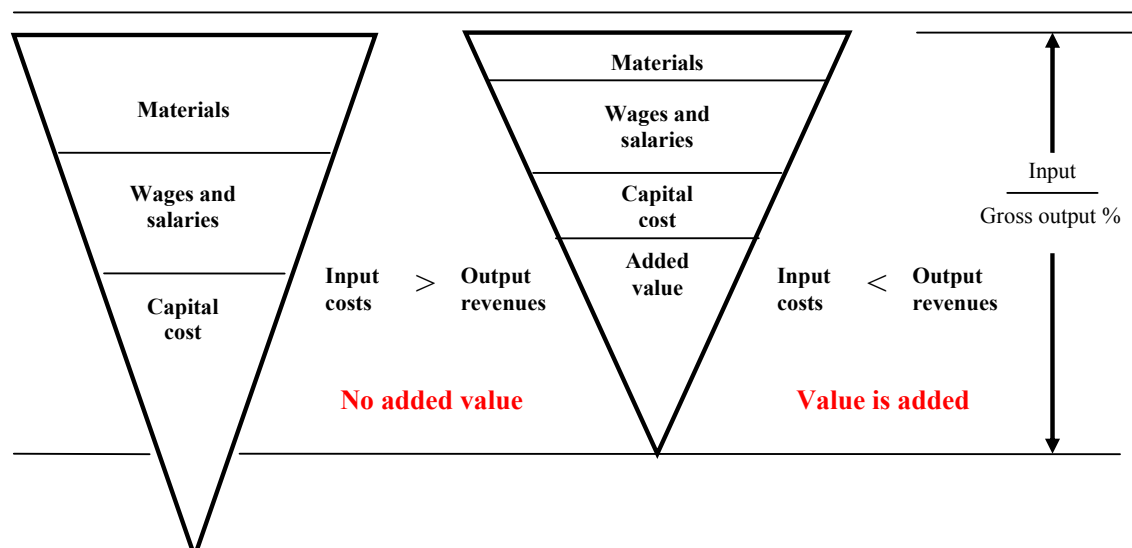 Materials
Wages and
salaries
Capital
cost
Input
costs
>
Output
revenues
No added value
Materials
Wages and
salaries
Capital
cost
Added
value
Input
costs
<
Output
revenues
Value is added
Input
Gross output %